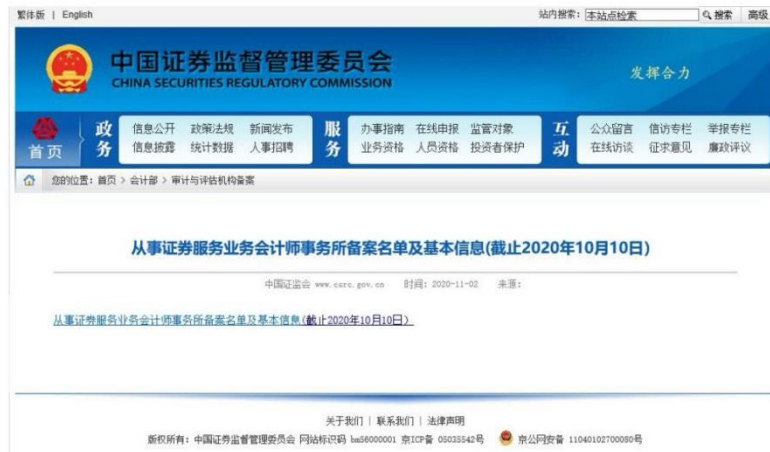 繁体版 | English 站内搜索: 本站点检索 搜索 高级
中国证券监督管理委员会
CHINA SECURITIES REGULATORY COMMISSION
发挥合力
首页
政务
信息公开 政策法规 新闻发布
信息披露 统计数据 人事招聘
服务
办事指南 在线申报 监管对象
业务资格 人员资格 投资者保护
互动
公众留言 信访专栏 举报专栏
在线访谈 征求意见 廉政评议
您的位置: 首页 > 会计部 > 审计与评估机构备案
从事证券服务业务会计师事务所备案名单及基本信息(截止2020年10月10日)
中国证监会 www.csrc.gov.cn 时间: 2020-11-02 来源:
从事证券服务业务会计师事务所备案名单及基本信息(截止2020年10月10日)
关于我们 | 联系我们 | 法律声明
版权所有: 中国证券监督管理委员会 网站标识码 bm56000001 京ICP备 05035542号 京公网安备 11040102700080号